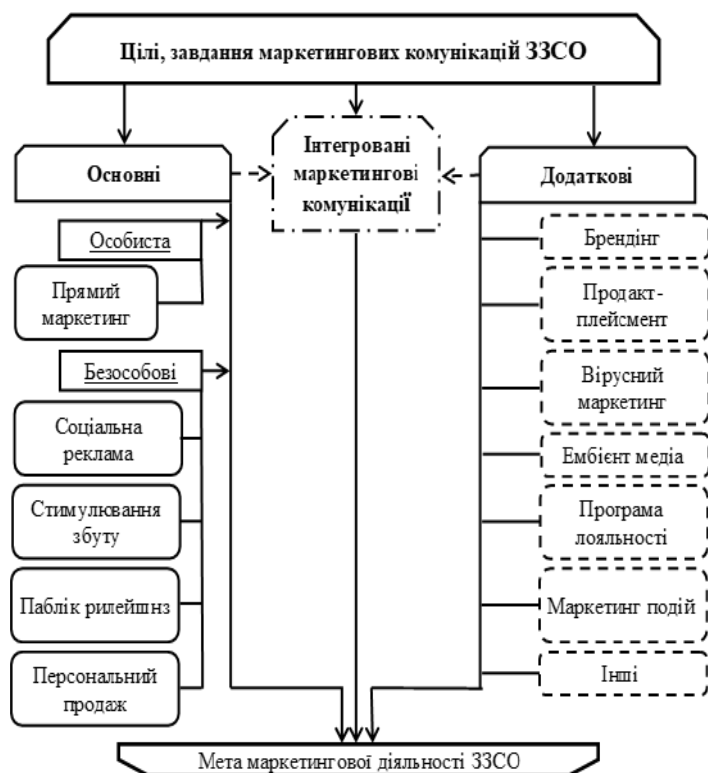 Цілі, завдання маркетингових комунікацій ЗЗСО
Основні
Інтегровані
маркетингові
комунікації
Додаткові
Особиста
Прямий
маркетинг
Безособові
Соціальна
реклама
Стимулювання
збуту
Паблік рилейшнз
Персональний
продаж
Брендінг
Продакт-
плейсмент
Вірусний
маркетинг
Ембієнт медіа
Програма
лояльності
Маркетинг подій
Інші
Мета маркетингової діяльності ЗЗСО